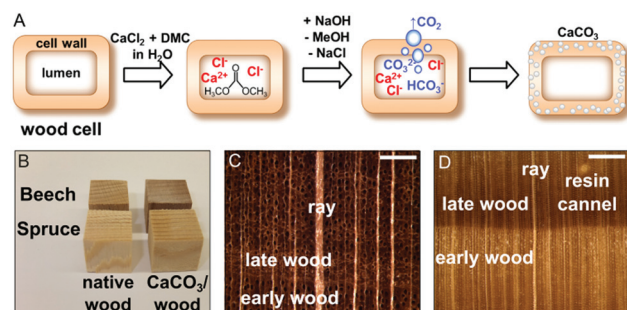 A
cell wall
lumen
wood cell
CaCl2 + DMC
in H2O
Cl-
Ca2+
Cl-
O
H3C
O
O
CH3
+ NaOH
- MeOH
- NaCl
CO2
CO32-
Cl-
Ca2+
Cl-
HCO3-
CaCO3
B
Beech
Spruce
native
wood
CaCO3/
wood
C
ray
late wood
early wood
D
ray
resin
cannel
late wood
early wood